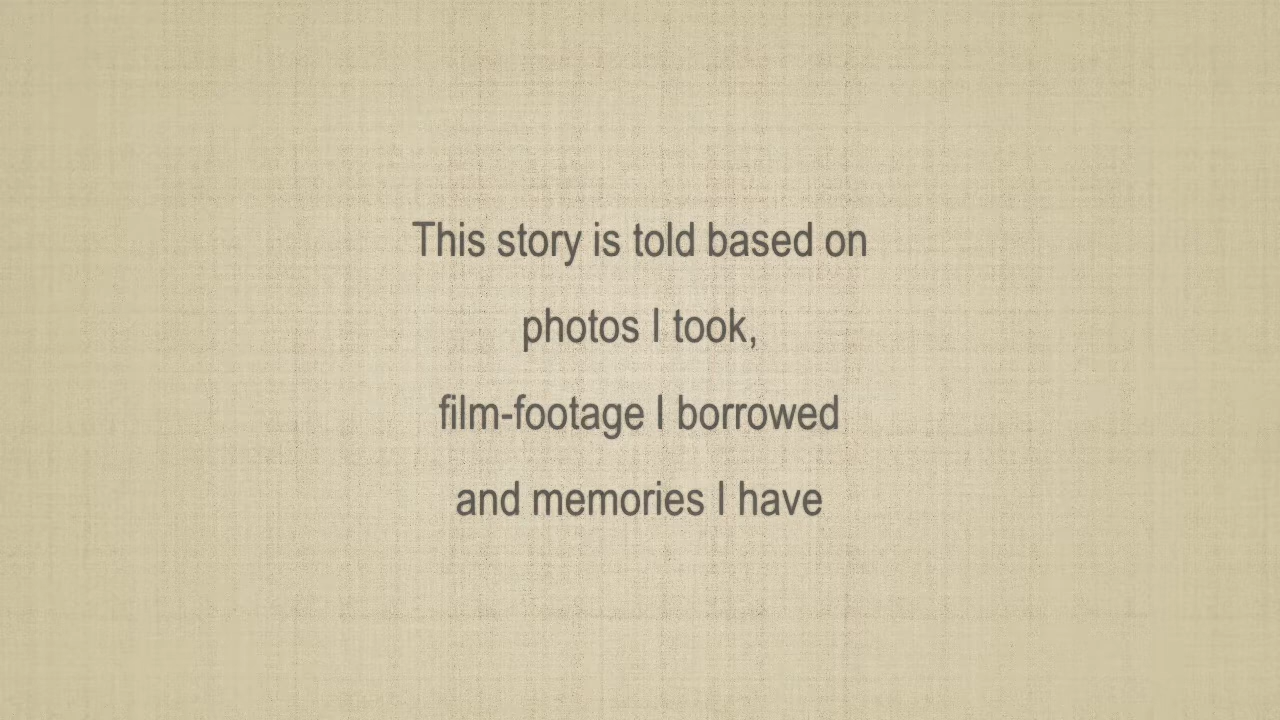 This story is told based on
photos I took,
film-footage I borrowed
and memories I have